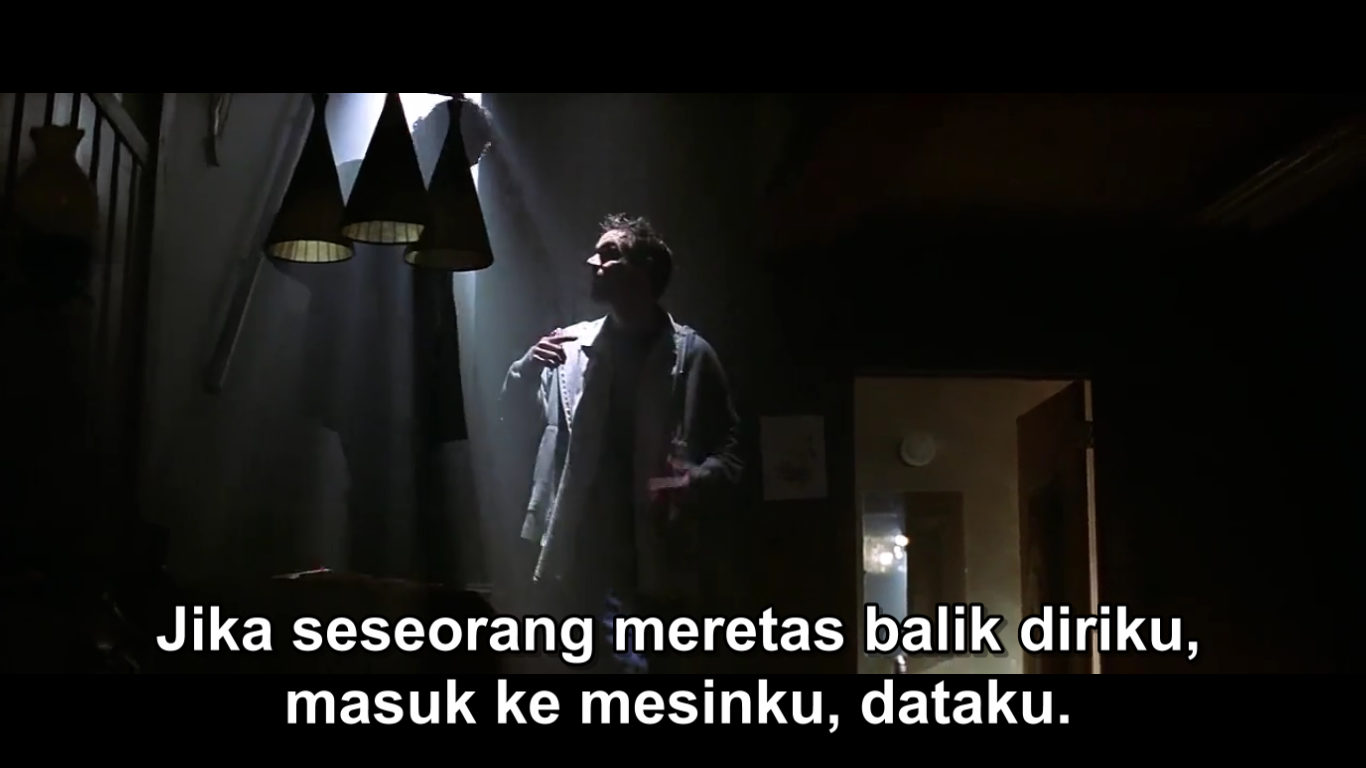 Jika seseorang meretas balik diriku,
masuk ke mesinku, dataku.